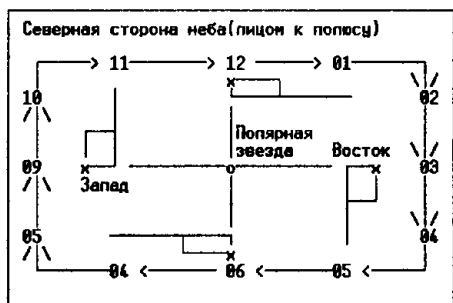 Северная сторона неба(лицом к полюсу)
> 11 > 12 > 01
10 02
Полярная
звезда
Восток
09 03
Запад
05 04
04 < 06 < 05 <